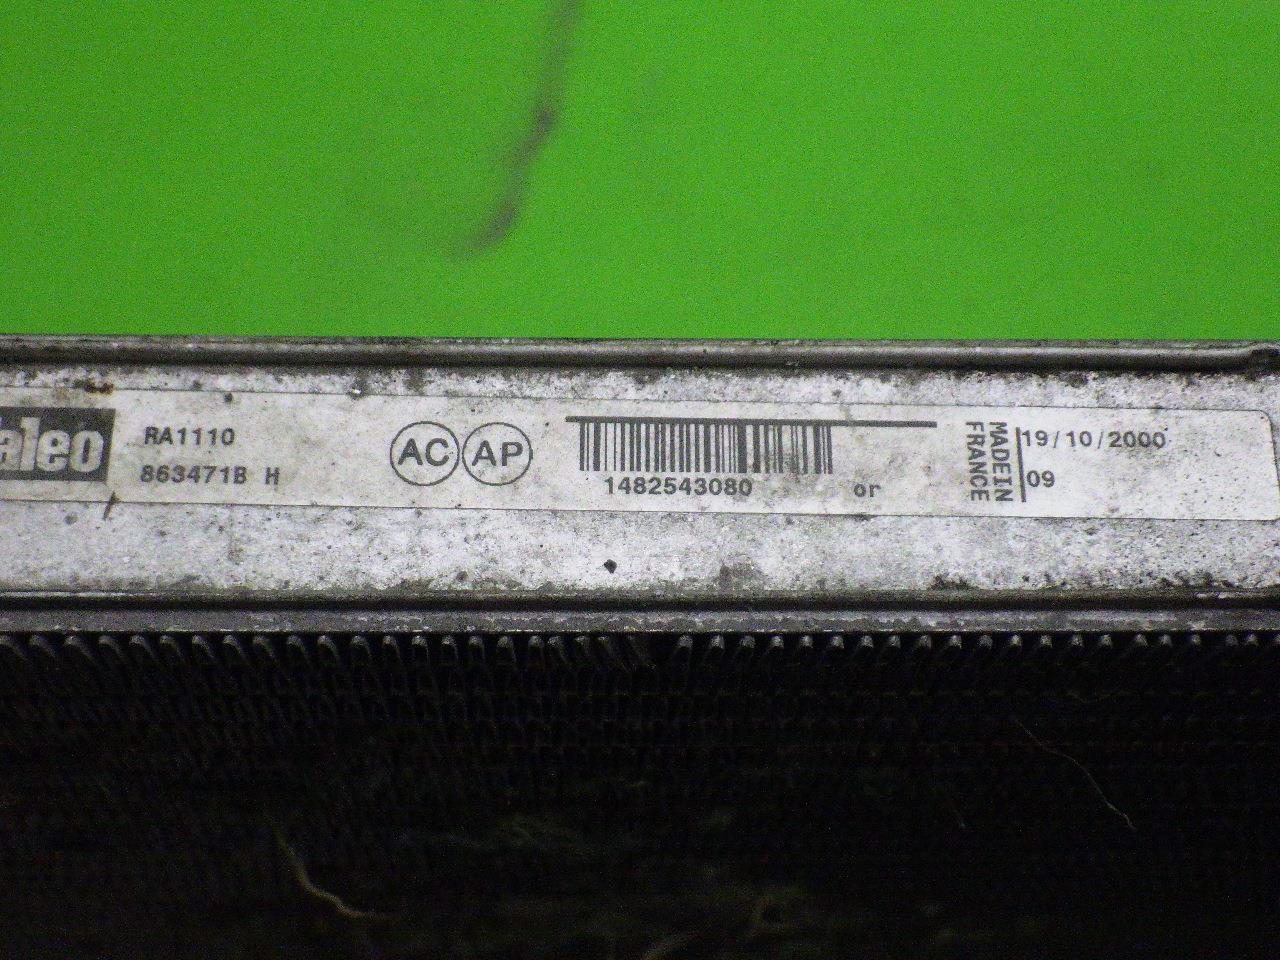 aleo
RA1110
863471B H
AC AP
1482543080
or
MADE IN
FRANCE
19/10/2000
09